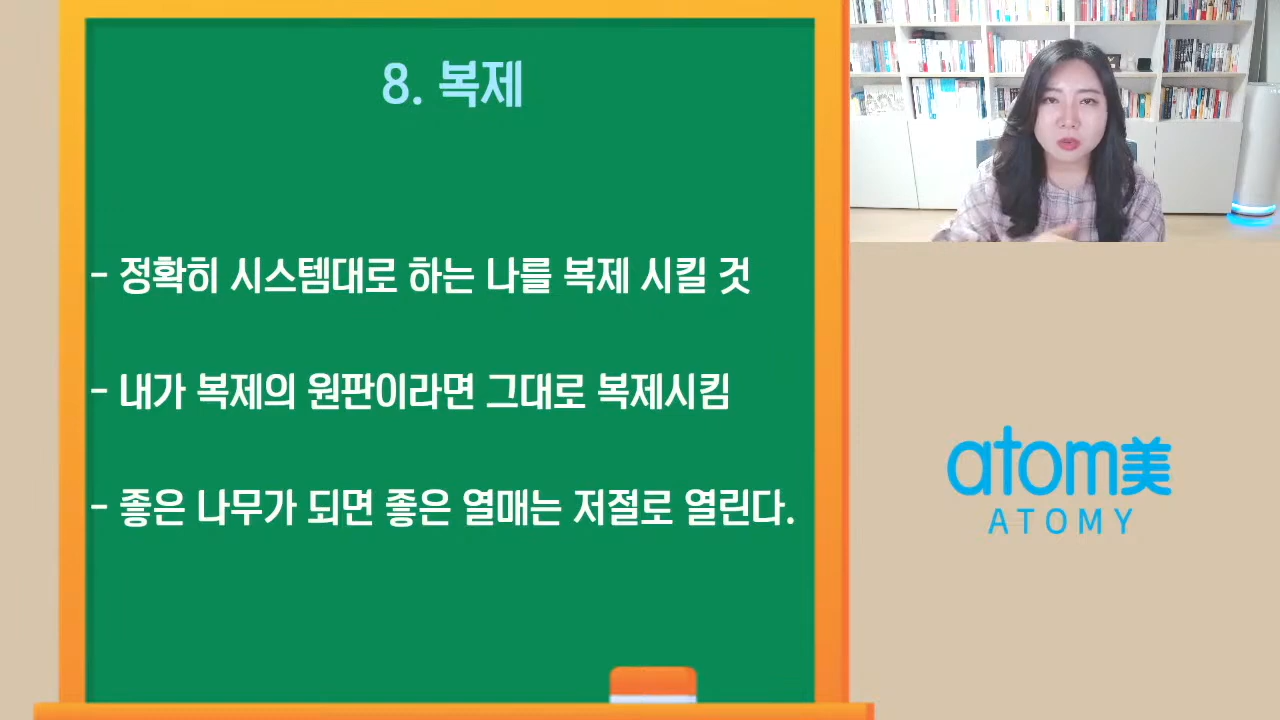 8. 복제
- 정확히 시스템대로 하는 나를 복제 시킬 것
- 내가 복제의 원판이라면 그대로 복제시킴
- 좋은 나무가 되면 좋은 열매는 저절로 열린다.
atom美
ATOMY